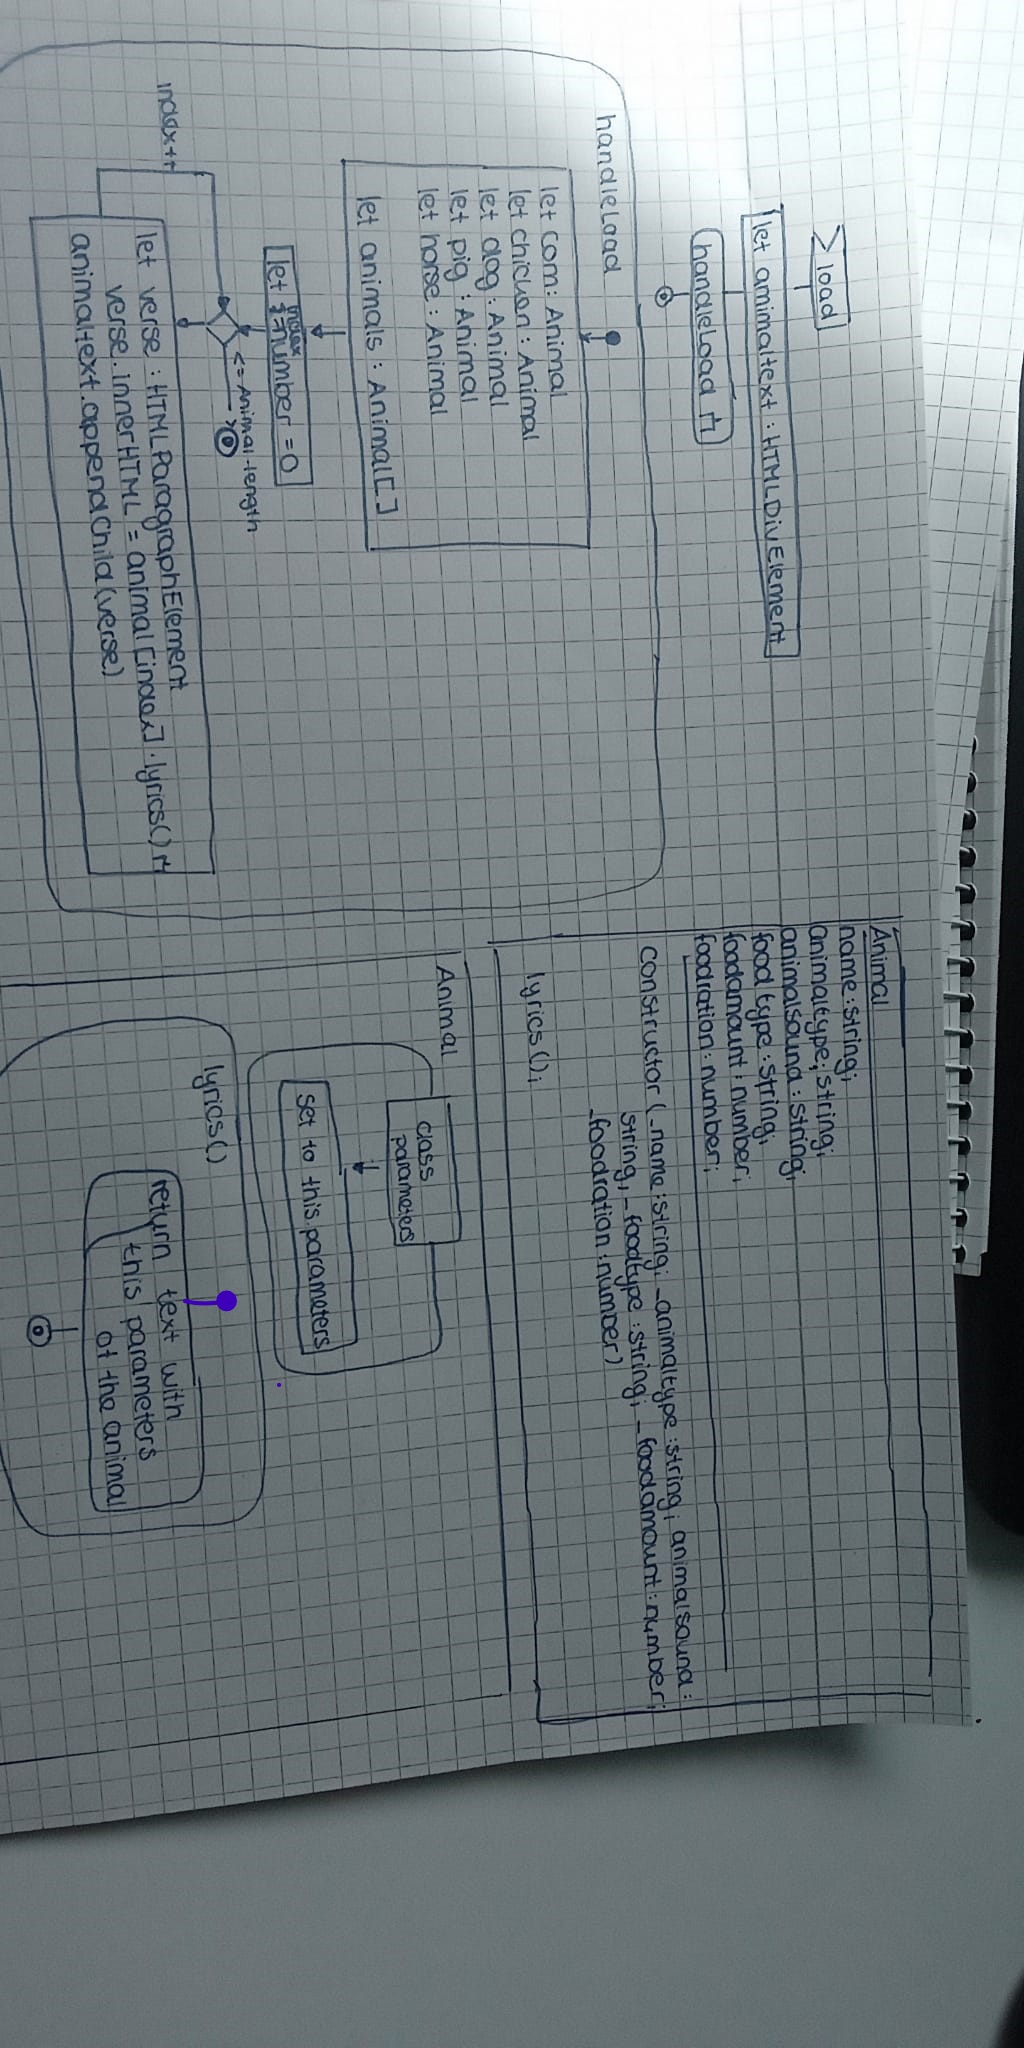 load
let amimaltext : HTMLDivElement
handleLoad
handleLoad
let com : Animal
let chicken : Animal
let dog : Animal
let pig : Animal
let horse : Animal
let animals : Animal[]
index
let =number = 0
<= Animal.length
index++
let verse : HTMLParagraphElement
verse.innerHTML = animal[index].lyrics()
animaltext.appendChild(verse)
Animal
name : string;
animaltype; string;
animalsound : string;
food type : string;
foodamount : number;
foodration : number;
constructor (_name : string; _animaltype : string; animalsound :
string, _foodtype : string; _foodamount : number;
_foodration : number)
lyrics();
Animal
class
parameters
set to this.parameters
lyrics()
return text with
this parameters
of the animal